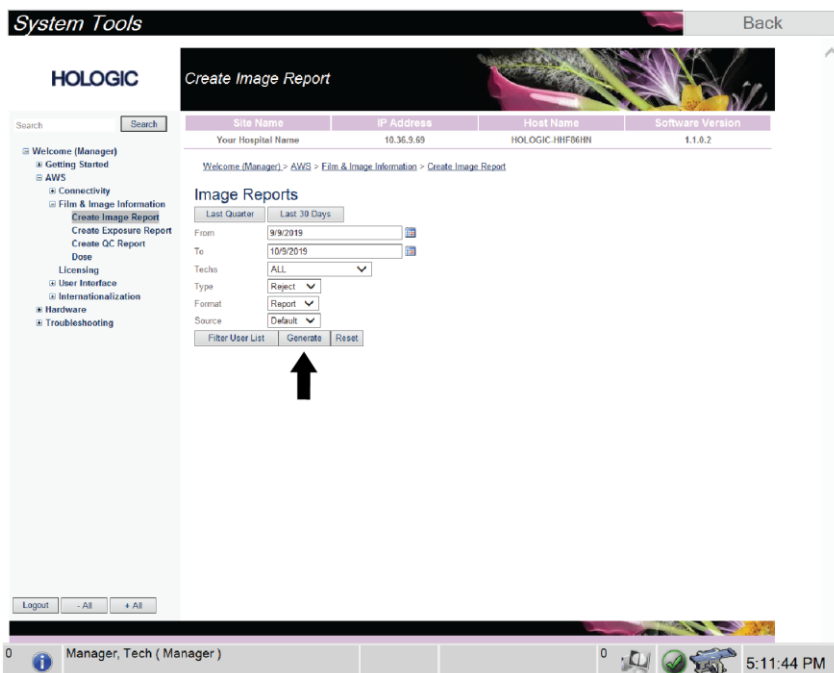 System Tools
Back
HOLOGIC
Create Image Report
Search
Search
Site Name IP Address Host Name Software Version
Your Hospital Name 10.36.9.69 HOLOGIC-HHF86HN 1.1.0.2
Welcome (Manager)
Getting Started
AWS
Connectivity
Film & Image Information
Create Image Report
Create Exposure Report
Create QC Report
Dose
Licensing
User Interface
Internationalization
Hardware
Troubleshooting
Welcome (Manager) > AWS > Film & Image Information > Create Image Report
Image Reports
Last Quarter Last 30 Days
From 9/9/2019
To 10/9/2019
Techs ALL
Type Reject
Format Report
Source Default
Filter User List Generate Reset
Logout - All + All
0 Manager, Tech ( Manager ) 0 5:11:44 PM